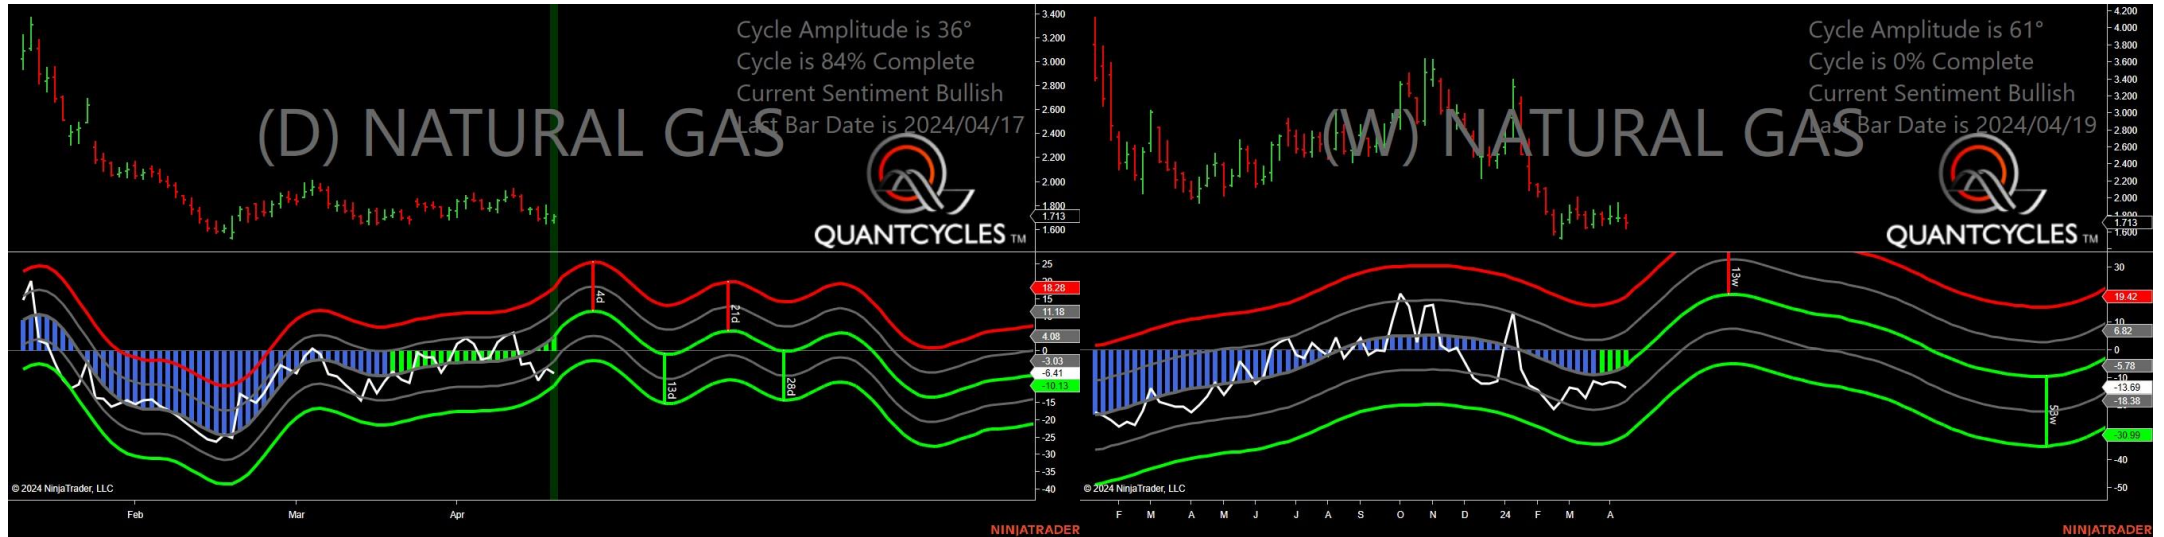 Cycle Amplitude is 36°
Cycle is 84% Complete
Current Sentiment Bullish
Last Bar Date is 2024/04/17
(D) NATURAL GAS
QUANTCYCLES TM
3.400
3.200
3.000
2.800
2.600
2.400
2.200
2.000
1.800
1.713
1.600
25
18.28
15
11.18
4.08
0
-3.03
-6.41
-10.13
-15
-20
-25
-30
-35
-40
4d
13d
21d
28d
© 2024 NinjaTrader, LLC
Feb Mar Apr
NINJATRADER
Cycle Amplitude is 61°
Cycle is 0% Complete
Current Sentiment Bullish
Last Bar Date is 2024/04/19
(W) NATURAL GAS
QUANTCYCLES TM
4.200
4.000
3.800
3.600
3.400
3.200
3.000
2.800
2.600
2.400
2.200
2.000
1.713
1.600
30
19.42
10
6.82
0
-5.78
-13.69
-18.38
-30.99
-40
-50
13w
53w
© 2024 NinjaTrader, LLC
F M A M J J A S O N D 24 F M A
NINJATRADER